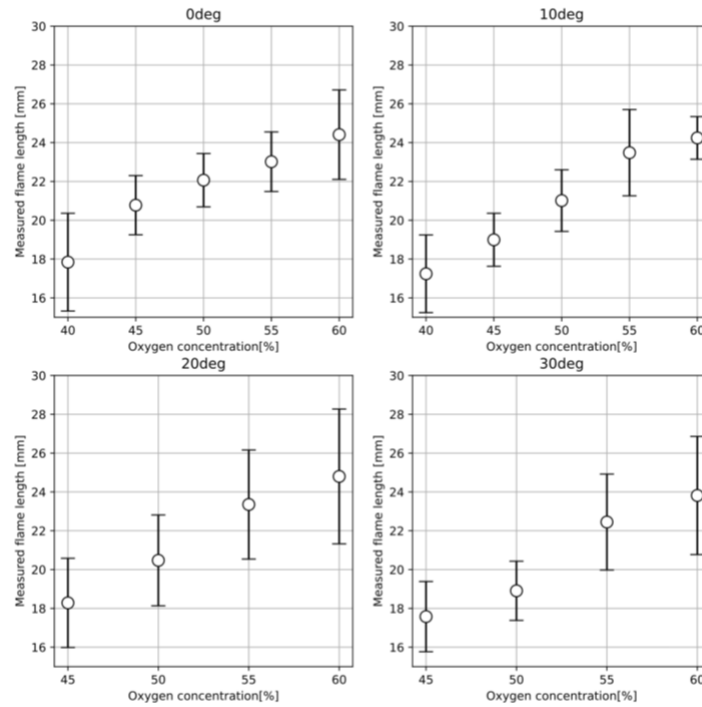 0deg
30
28
26
24
22
20
18
16
Measured flame length [mm]
40 45 50 55 60
Oxygen concentration[%]
10deg
30
28
26
24
22
20
18
16
Measured flame length [mm]
40 45 50 55 60
Oxygen concentration[%]
20deg
30
28
26
24
22
20
18
16
Measured flame length [mm]
45 50 55 60
Oxygen concentration[%]
30deg
30
28
26
24
22
20
18
16
Measured flame length [mm]
45 50 55 60
Oxygen concentration[%]